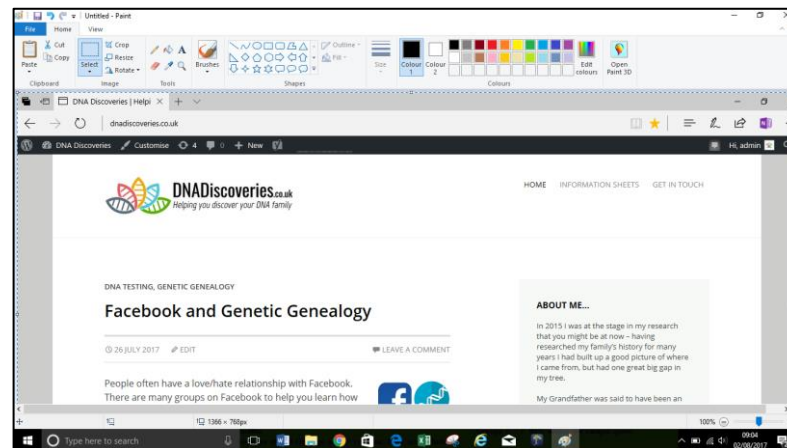 Untitled - Paint
File Home View
Paste
Cut
Copy
Clipboard
Select
Crop
Resize
Rotate
Image
Tools
Brushes
Shapes
Outline
Fill
Size
Colour 1
Colour 2
Colours
Edit colours
Open Paint 3D
DNA Discoveries | Helpi
dnadiscoveries.co.uk
DNA Discoveries Customise 4 0 + New Hi, admin
DNADiscoveries.co.uk
Helping you discover your DNA family
HOME INFORMATION SHEETS GET IN TOUCH
DNA TESTING, GENETIC GENEALOGY
Facebook and Genetic Genealogy
26 JULY 2017 EDIT LEAVE A COMMENT
People often have a love/hate relationship with Facebook.
There are many groups on Facebook to help you learn how
ABOUT ME...
In 2015 I was at the stage in my research
that you might be at now – having
researched my family's history for many
years I had built up a good picture of where
I came from, but had one great big gap in
my tree.
My Grandfather was said to have been an
1366 × 768px 100%
Type here to search
09:04
02/08/2017